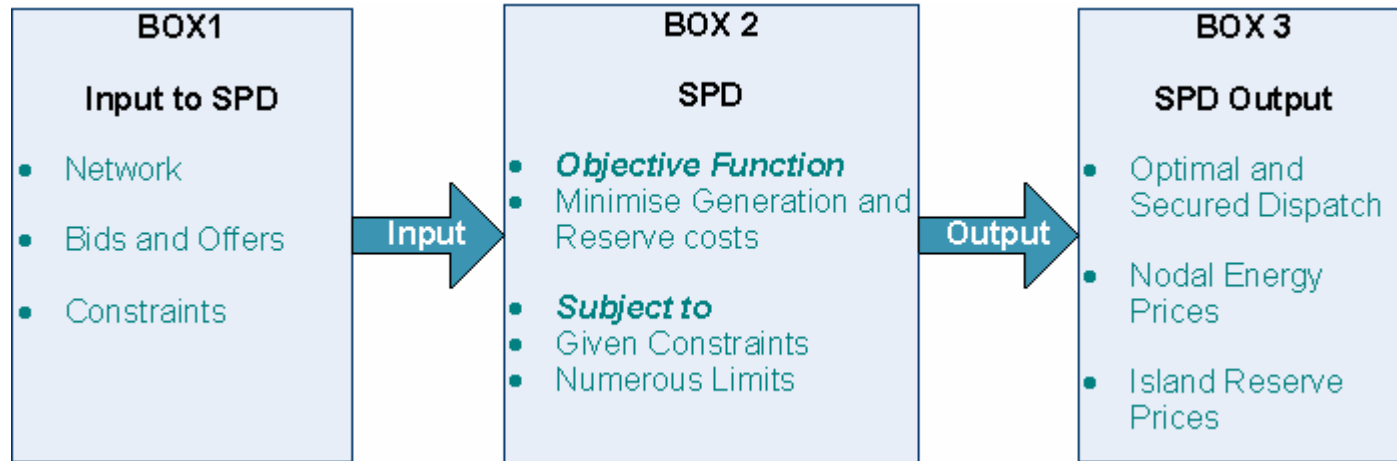 BOX1
Input to SPD
• Network
• Bids and Offers
• Constraints
Input
BOX 2
SPD
• Objective Function
• Minimise Generation and
Reserve costs
• Subject to
• Given Constraints
• Numerous Limits
Output
BOX 3
SPD Output
• Optimal and
Secured Dispatch
• Nodal Energy
Prices
• Island Reserve
Prices